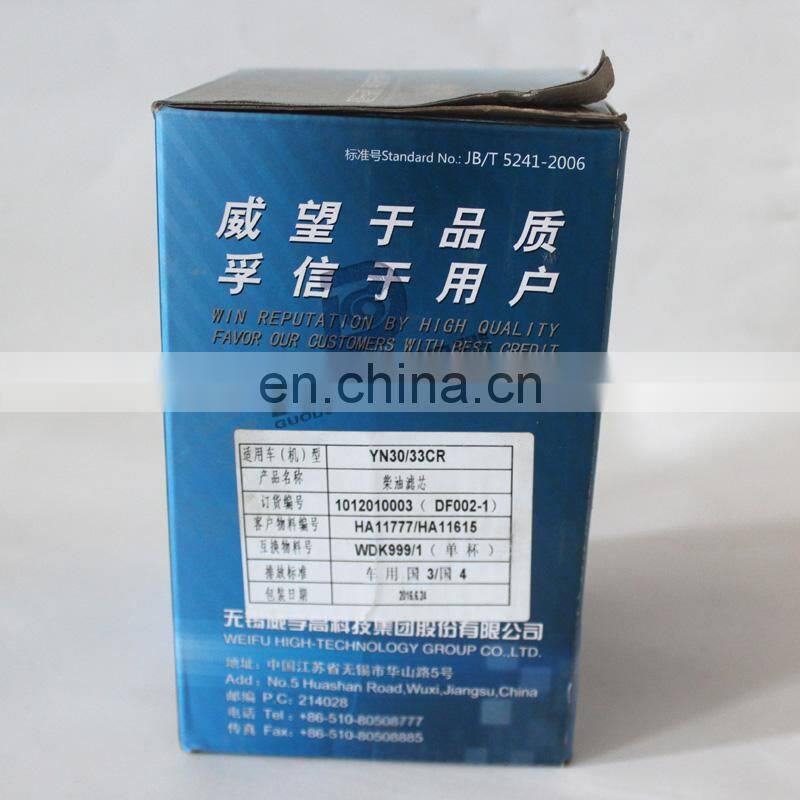 标准号Standard No.: JB/T 5241-2006
威望于品质
孚信于用户
WIN REPUTATION BY HIGH QUALITY
FAVOR OUR CUSTOMERS WITH BEST CREDIT
en.china.cn
适用车(机)型 YN30/33CR
产品名称 柴油滤芯
订货编号 1012010003( DF002-1)
客户物料编号 HA11777/HA11615
互换物料号 WDK999/1(单杯)
排放标准 车用国3/国4
包装日期 2016.6.24
无锡威孚高科技集团股份有限公司
WEIFU HIGH-TECHNOLOGY GROUP CO.,LTD.
地址: 中国江苏省无锡市华山路5号
Add: No.5 Huashan Road,Wuxi,Jiangsu,China
邮编 P.C: 214028
电话 Tel: +86-510-80508777
传真 Fax: +86-510-80508885